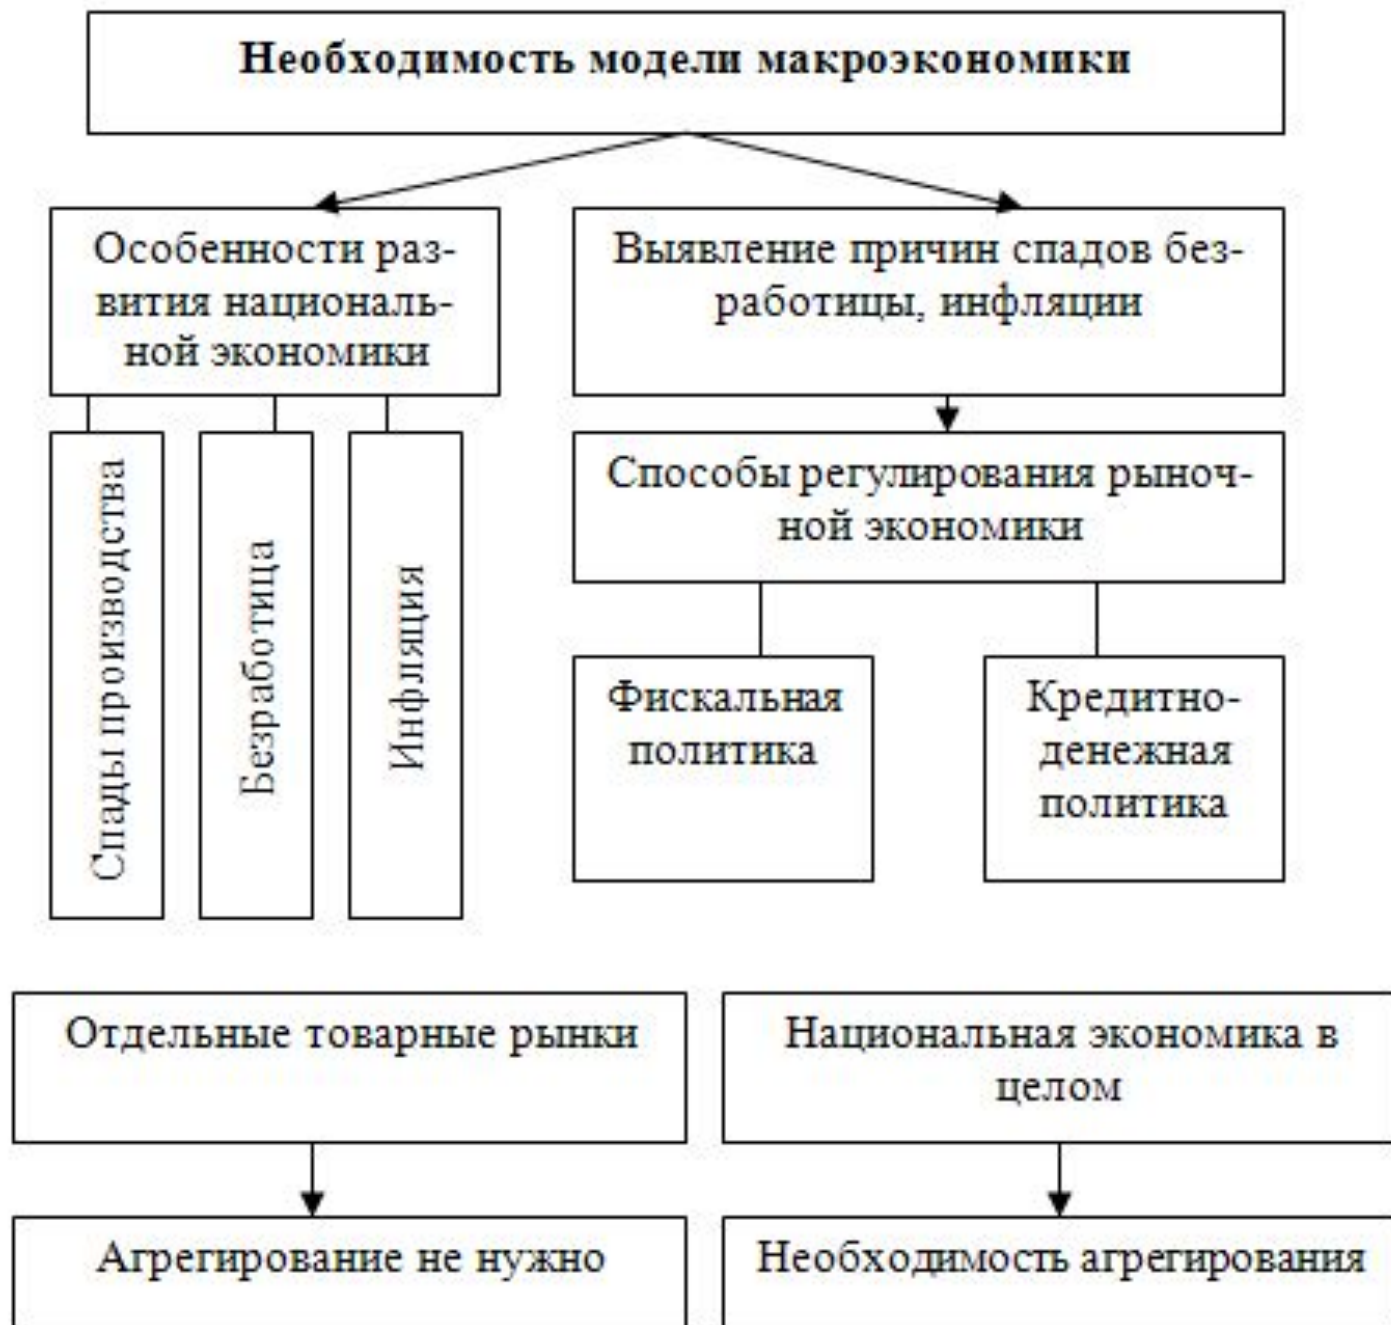 Необходимость модели макроэкономики
Особенности раз-
вития националь-
ной экономики
Выявление причин спадов без-
работицы, инфляции
Способы регулирования рыноч-
ной экономики
Спады производства
Безработица
Инфляция
Фискальная
политика
Кредитно-
денежная
политика
Отдельные товарные рынки
Национальная экономика в
целом
Агрегирование не нужно
Необходимость агрегирования